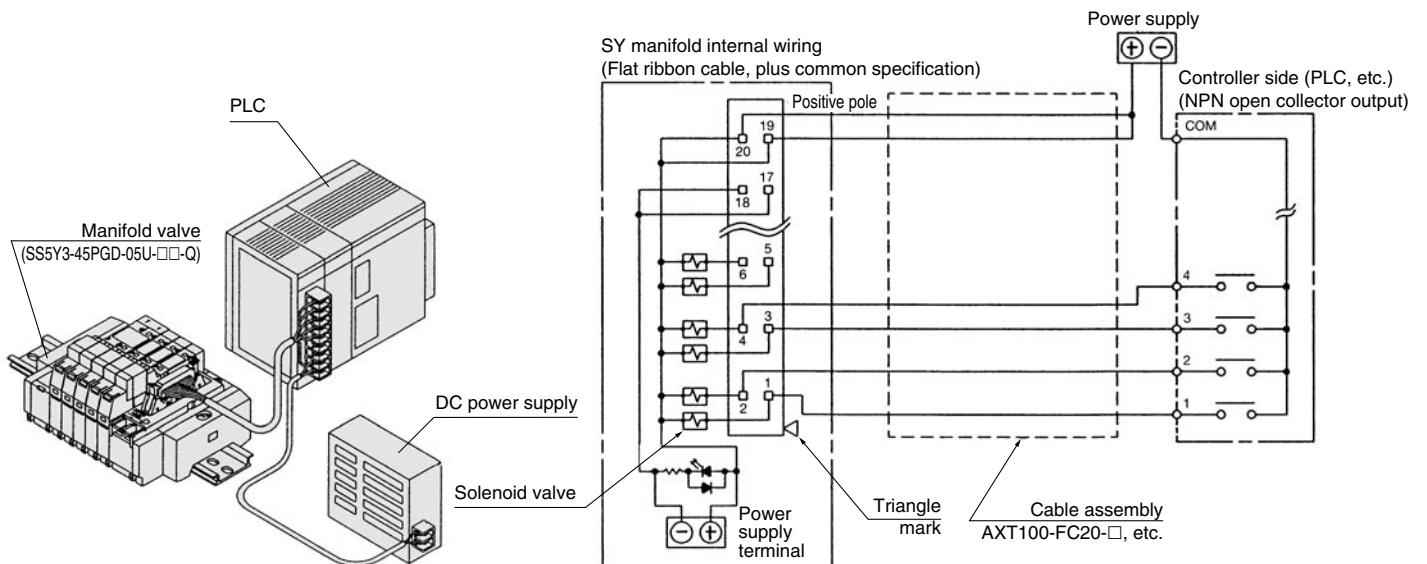 PLC
Manifold valve
(SS5Y3-45PGD-05U-□□-Q)
DC power supply
Solenoid valve
SY manifold internal wiring
(Flat ribbon cable, plus common specification)
Positive pole
20 19
18 17
6 5
4 3
2 1
Power
supply
terminal
Triangle
mark
Cable assembly
AXT100-FC20-□, etc.
Power supply
Controller side (PLC, etc.)
(NPN open collector output)
COM
4
3
2
1